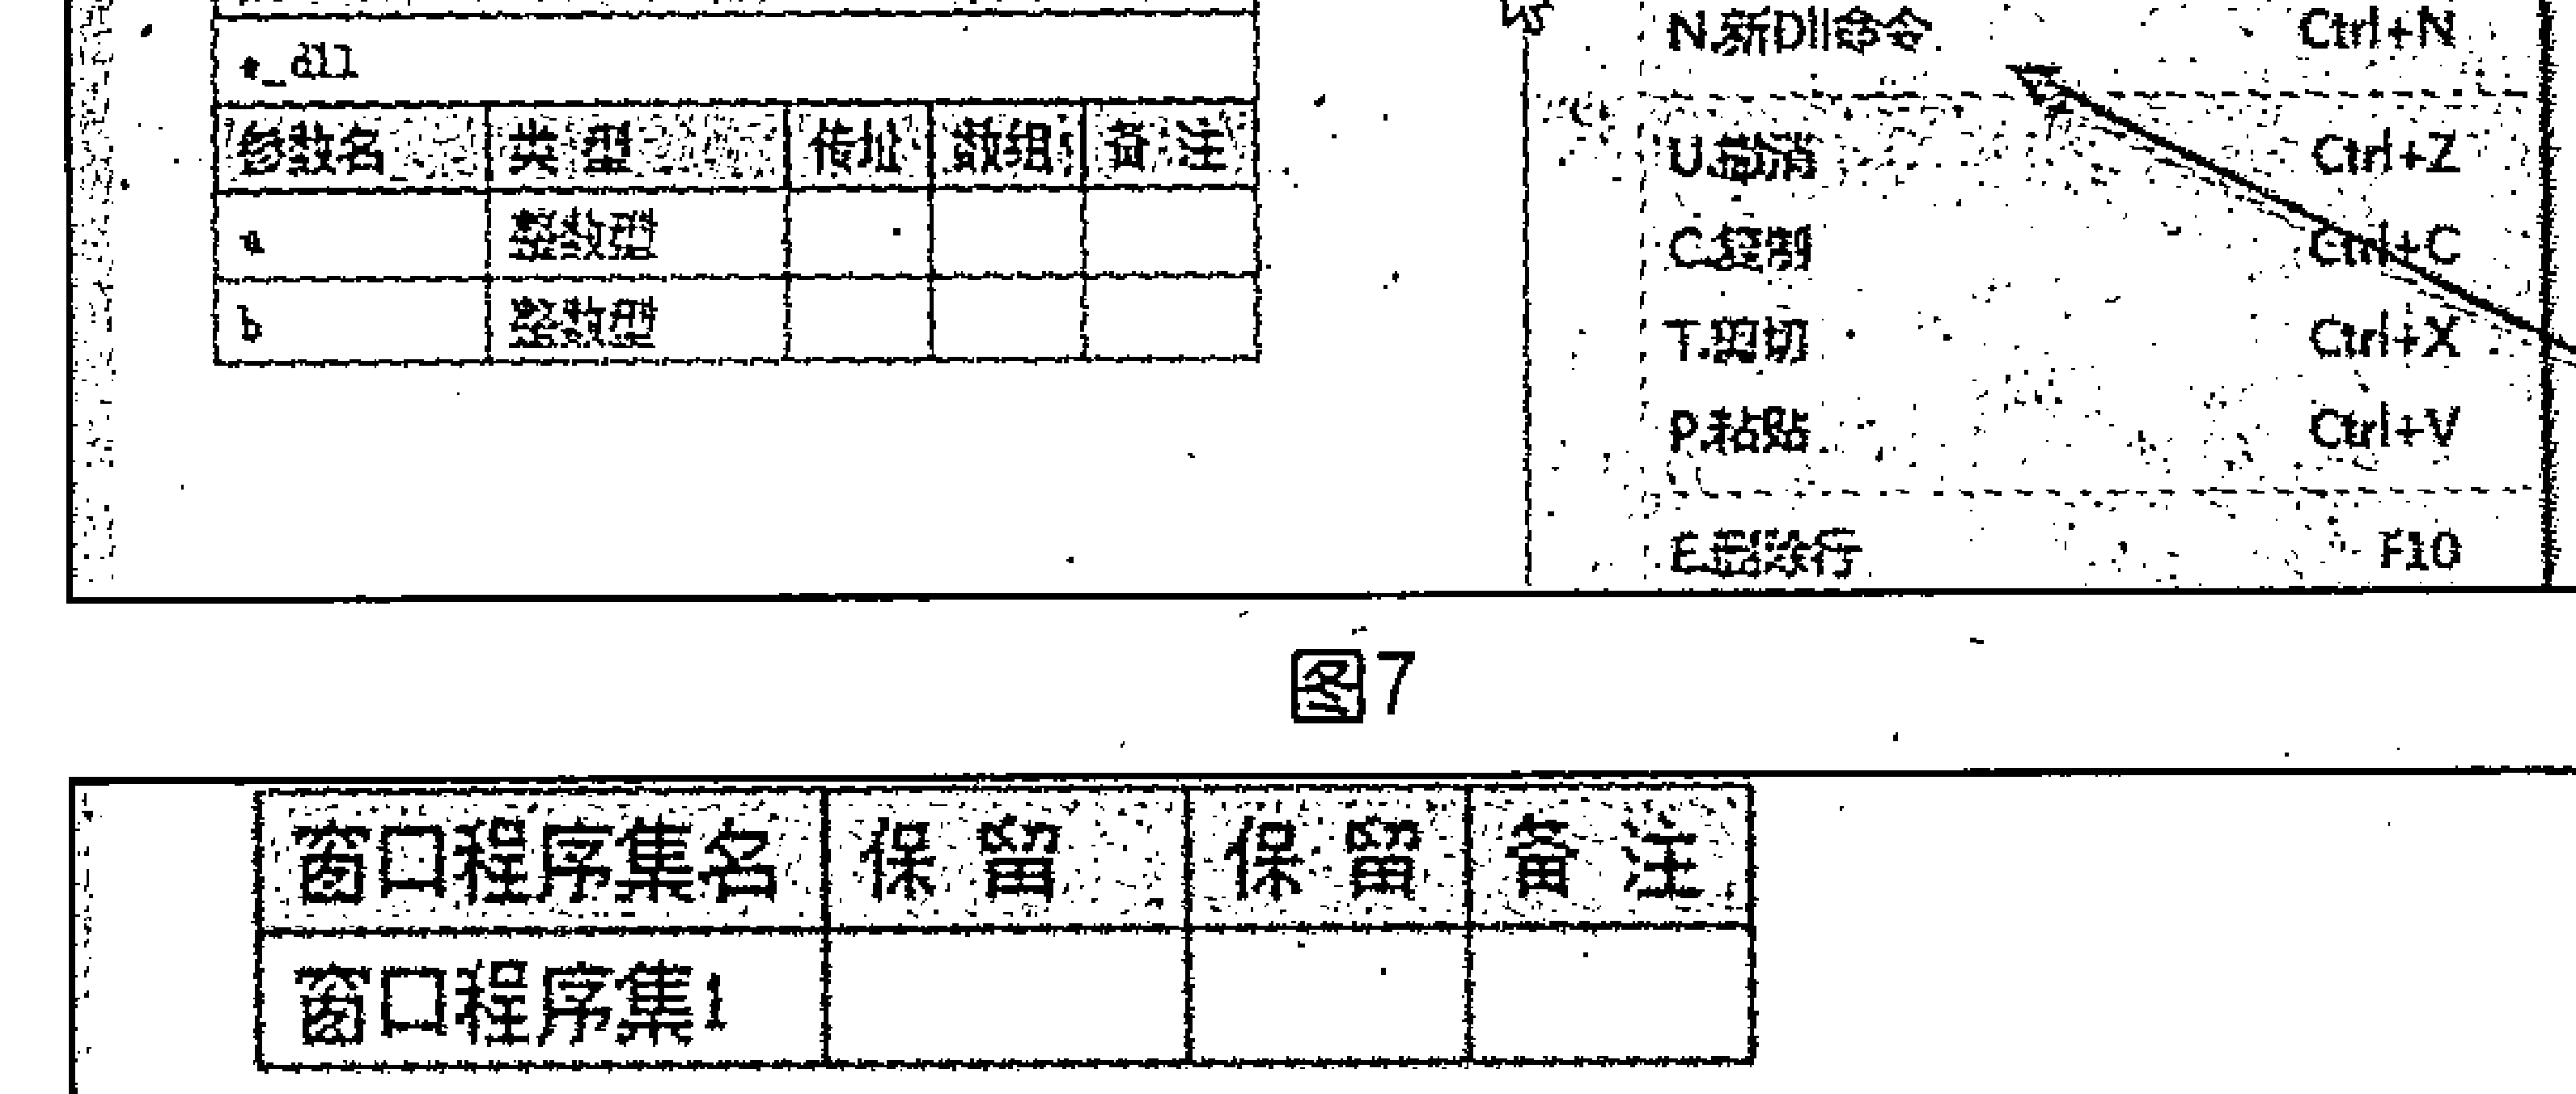 e_dll
参数名 类 型 传址 数组 备 注
a 整数型
b 整数型
N.新Dll命令 Ctrl+N
U.撤消 Ctrl+Z
C.复制 Ctrl+C
T.剪切 Ctrl+X
P.粘贴 Ctrl+V
E.删除行 F10
图7
窗口程序集名 保 留 保 留 备 注
窗口程序集1